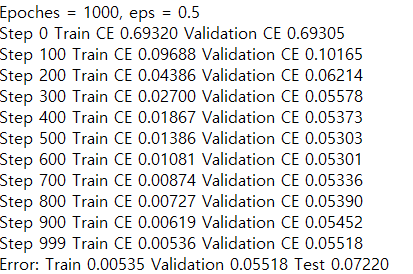 Epoches = 1000, eps = 0.5
Step 0 Train CE 0.69320 Validation CE 0.69305
Step 100 Train CE 0.09688 Validation CE 0.10165
Step 200 Train CE 0.04386 Validation CE 0.06214
Step 300 Train CE 0.02700 Validation CE 0.05578
Step 400 Train CE 0.01867 Validation CE 0.05373
Step 500 Train CE 0.01386 Validation CE 0.05303
Step 600 Train CE 0.01081 Validation CE 0.05301
Step 700 Train CE 0.00874 Validation CE 0.05336
Step 800 Train CE 0.00727 Validation CE 0.05390
Step 900 Train CE 0.00619 Validation CE 0.05452
Step 999 Train CE 0.00536 Validation CE 0.05518
Error: Train 0.00535 Validation 0.05518 Test 0.07220